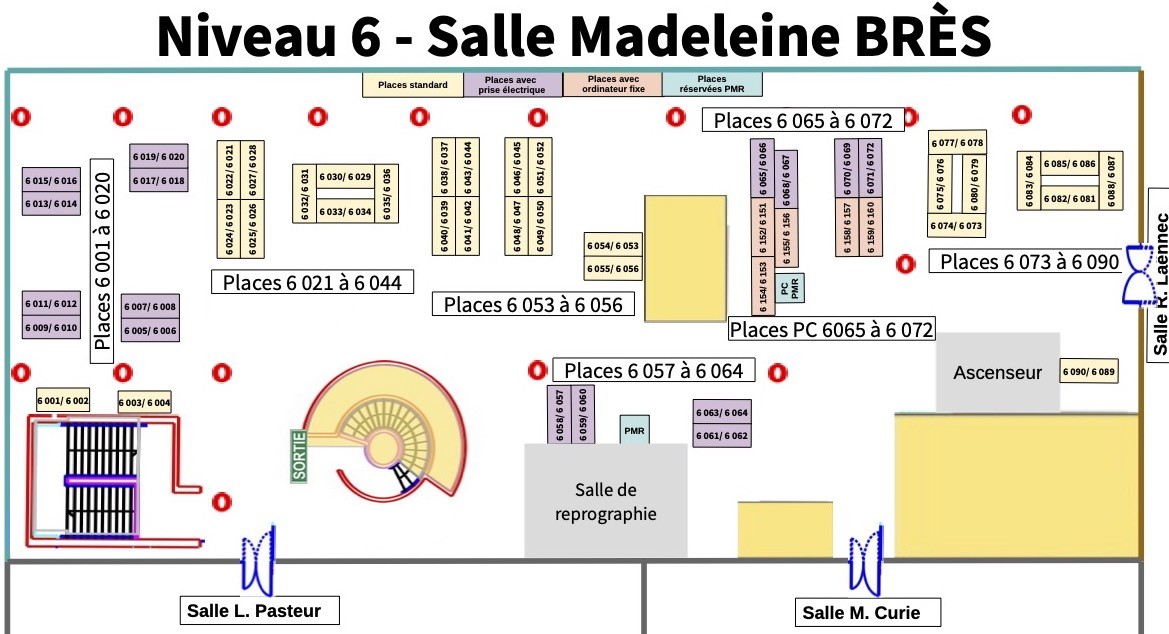 Niveau 6 - Salle Madeleine BRÈS
Places standard
Places avec
prise électrique
Places avec
ordinateur fixe
Places
réservées PMR
Places 6 065 à 6 072
6 019/ 6 020
6 017/ 6 018
6 015/ 6 016
6 013/ 6 014
Places 6 001 à 6 020
6 011/ 6 012
6 009/ 6 010
6 007/ 6 008
6 005/ 6 006
6 001/ 6 002
6 003/ 6 004
6 022/ 6 021
6 027/ 6 028
6 024/ 6 023
6 025/ 6 026
6 032/ 6 031
6 030/ 6 029
6 033/ 6 034
6 035/ 6 036
Places 6 021 à 6 044
6 038/ 6 037
6 043/ 6 044
6 040/ 6 039
6 041/ 6 042
6 046/ 6 045
6 051/ 6 052
6 048/ 6 047
6 049/ 6 050
6 054/ 6 053
6 055/ 6 056
Places 6 053 à 6 056
6 065/ 6 066
6 068/ 6 067
6 152/ 6 151
6 155/ 6 156
6 154/ 6 153
PC
PMR
6 070/ 6 069
6 071/ 6 072
6 158/ 6 157
6 159/ 6 160
Places PC 6065 à 6 072
6 077/ 6 078
6 075/ 6 076
6 080/ 6 079
6 074/ 6 073
6 083/ 6 084
6 085/ 6 086
6 082/ 6 081
6 088/ 6 087
Places 6 073 à 6 090
Salle R. Laennec
Ascenseur
6 090/ 6 089
Places 6 057 à 6 064
6 058/ 6 057
6 059/ 6 060
PMR
6 063/ 6 064
6 061/ 6 062
SORTIE
Salle de
reprographie
Salle L. Pasteur
Salle M. Curie